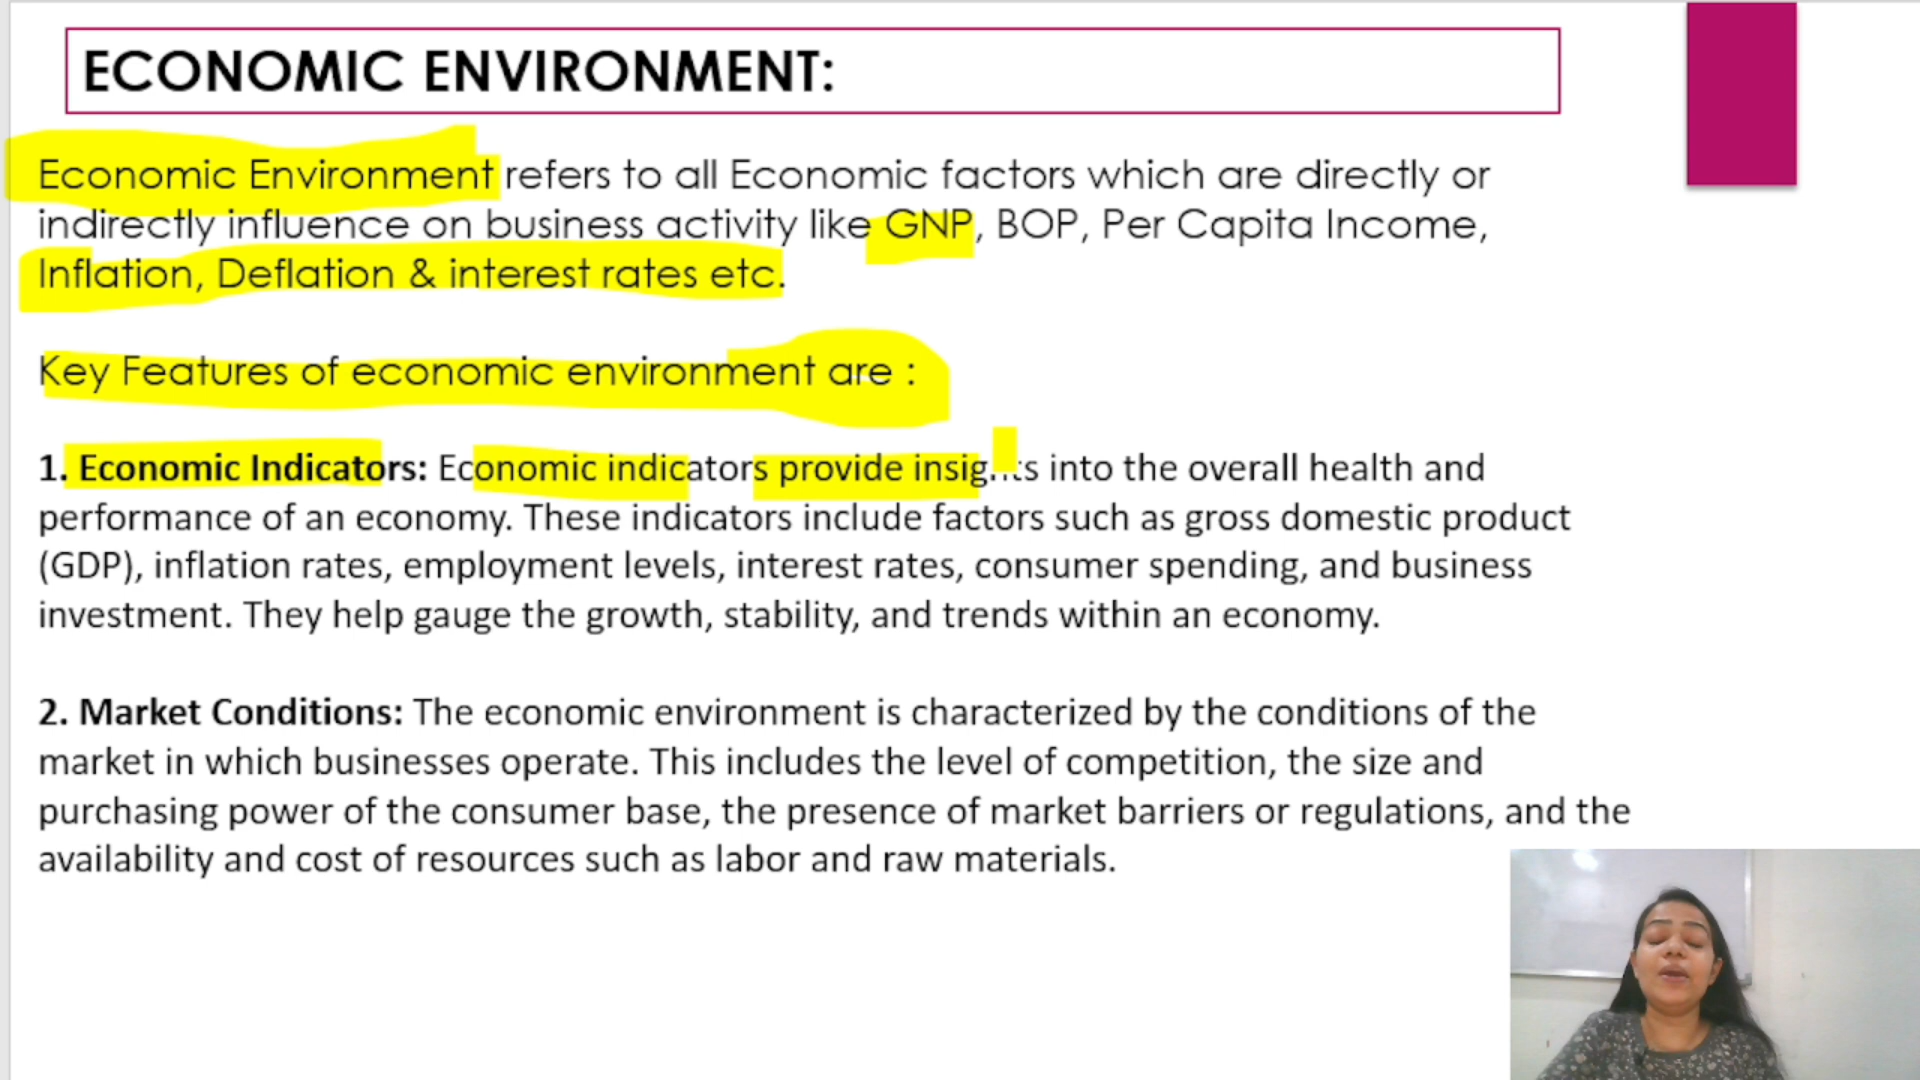 ECONOMIC ENVIRONMENT:
Economic Environment refers to all Economic factors which are directly or
indirectly influence on business activity like GNP, BOP, Per Capita Income,
Inflation, Deflation & interest rates etc.
Key Features of economic environment are :
1. Economic Indicators: Economic indicators provide insights into the overall health and
performance of an economy. These indicators include factors such as gross domestic product
(GDP), inflation rates, employment levels, interest rates, consumer spending, and business
investment. They help gauge the growth, stability, and trends within an economy.
2. Market Conditions: The economic environment is characterized by the conditions of the
market in which businesses operate. This includes the level of competition, the size and
purchasing power of the consumer base, the presence of market barriers or regulations, and the
availability and cost of resources such as labor and raw materials.